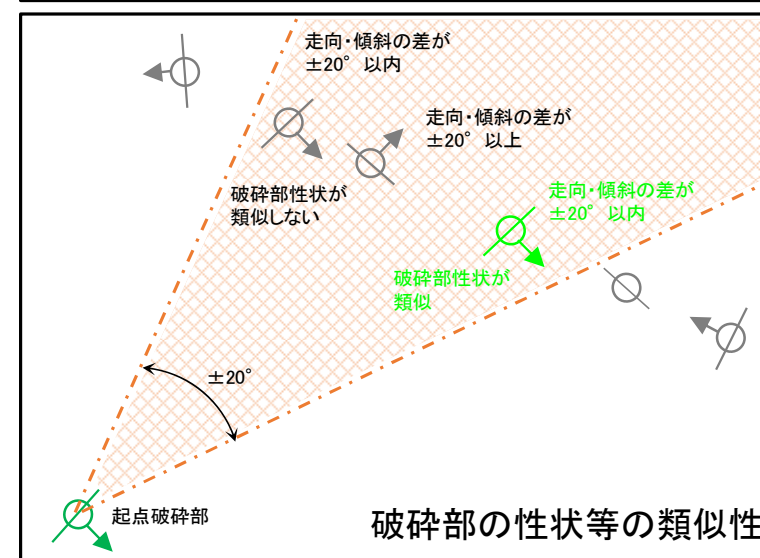 走向・傾斜の差が
±20° 以内
走向・傾斜の差が
±20° 以上
破砕部性状が
類似しない
走向・傾斜の差が
±20° 以内
破砕部性状が
類似
±20°
起点破砕部
破砕部の性状等の類似性